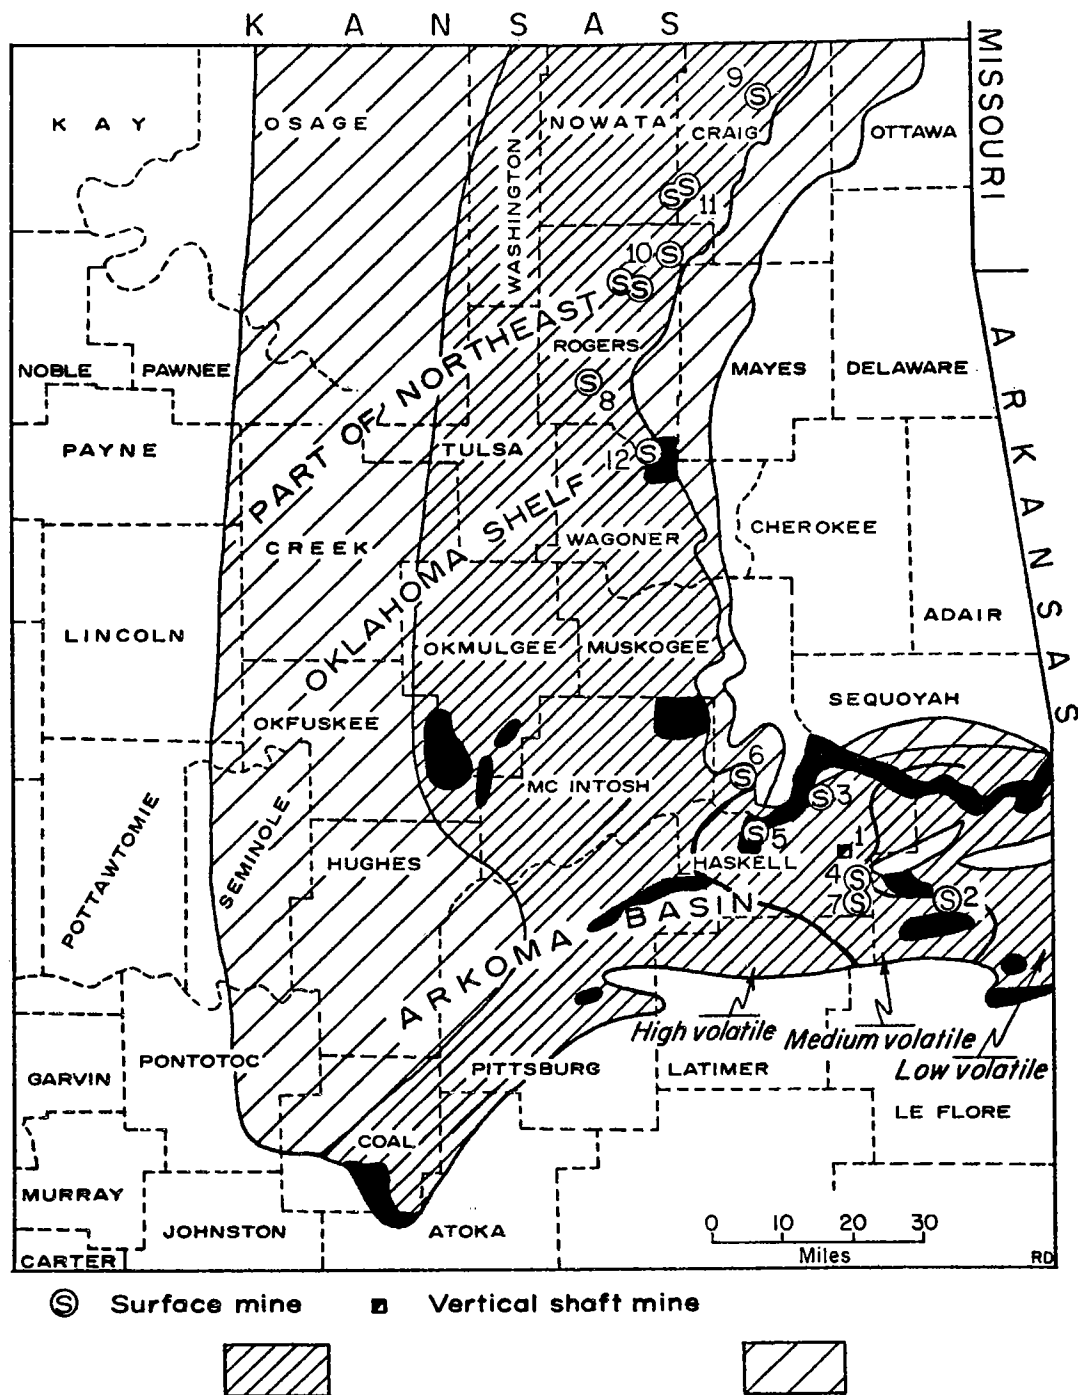 KANSAS
MISSOURI
ARKANSAS
KAY
OSAGE
NOWATA
CRAIG
OTTAWA
WASHINGTON
9
11
10
NOBLE
PAWNEE
ROGERS
MAYES
DELAWARE
8
PART OF NORTHEAST
OKLAHOMA SHELF
PAYNE
TULSA
12
CREEK
WAGONER
CHEROKEE
ADAIR
LINCOLN
OKMULGEE
MUSKOGEE
SEQUOYAH
OKFUSKEE
6
MC INTOSH
3
POTTAWTOMIE
SEMINOLE
HUGHES
5
HASKELL
1
4
7
2
ARKOMA BASIN
High volatile
Medium volatile
Low volatile
PONTOTOC
GARVIN
PITTSBURG
LATIMER
LE FLORE
COAL
MURRAY
JOHNSTON
ATOKA
CARTER
0 10 20 30
Miles
RD
S Surface mine
Vertical shaft mine
S
S
S
S
S
S
S
S
S
S
S
S
S
S